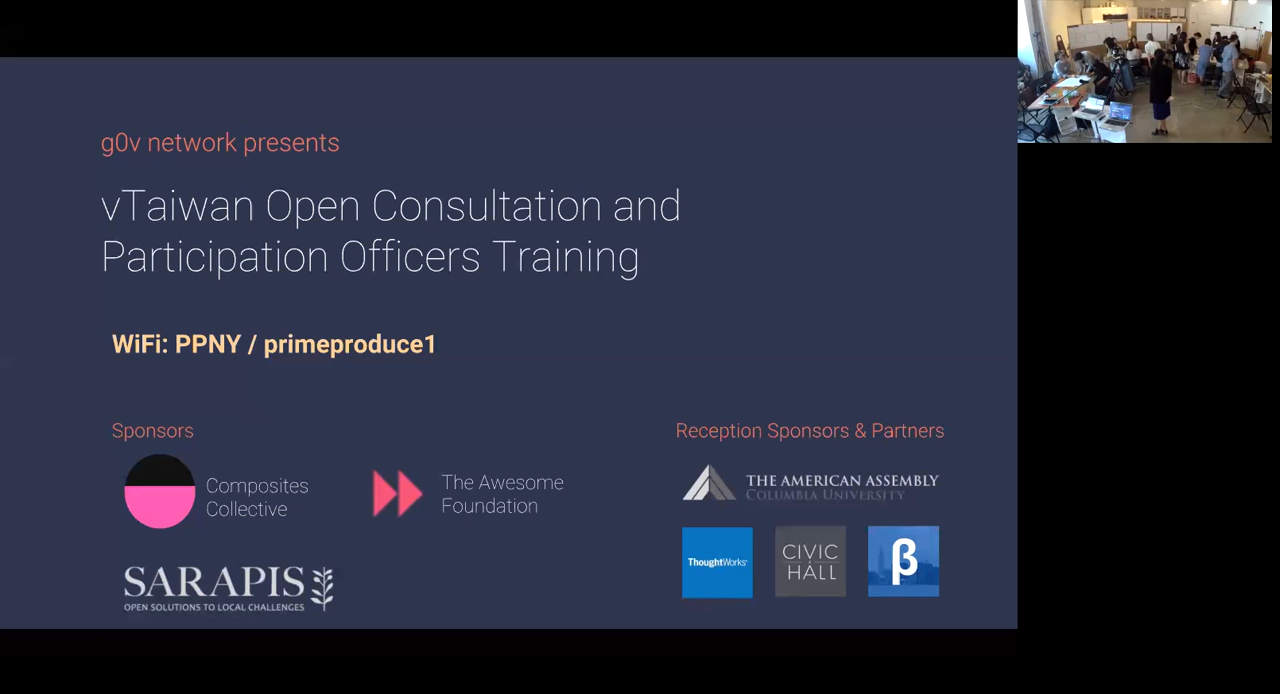 g0v network presents
vTaiwan Open Consultation and
Participation Officers Training
WiFi: PPNY / primeproduce1
Sponsors
Reception Sponsors & Partners
Composites
Collective
The Awesome
Foundation
THE AMERICAN ASSEMBLY
COLUMBIA UNIVERSITY
ThoughtWorks®
CIVIC
HALL
β
SARAPIS
OPEN SOLUTIONS TO LOCAL CHALLENGES